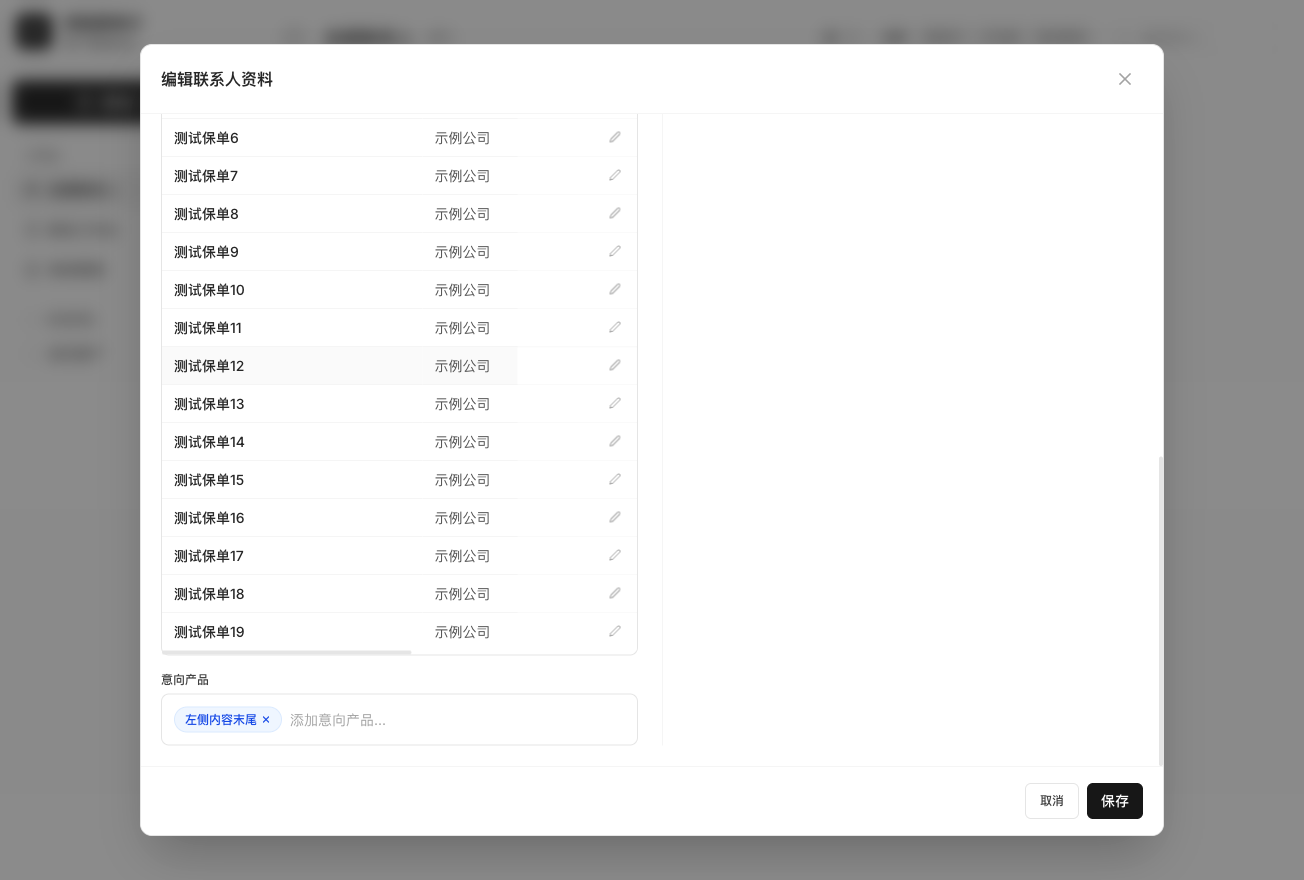 编辑联系人资料
测试保单6 示例公司
测试保单7 示例公司
测试保单8 示例公司
测试保单9 示例公司
测试保单10 示例公司
测试保单11 示例公司
测试保单12 示例公司
测试保单13 示例公司
测试保单14 示例公司
测试保单15 示例公司
测试保单16 示例公司
测试保单17 示例公司
测试保单18 示例公司
测试保单19 示例公司
意向产品
左侧内容末尾 × 添加意向产品...
取消 保存